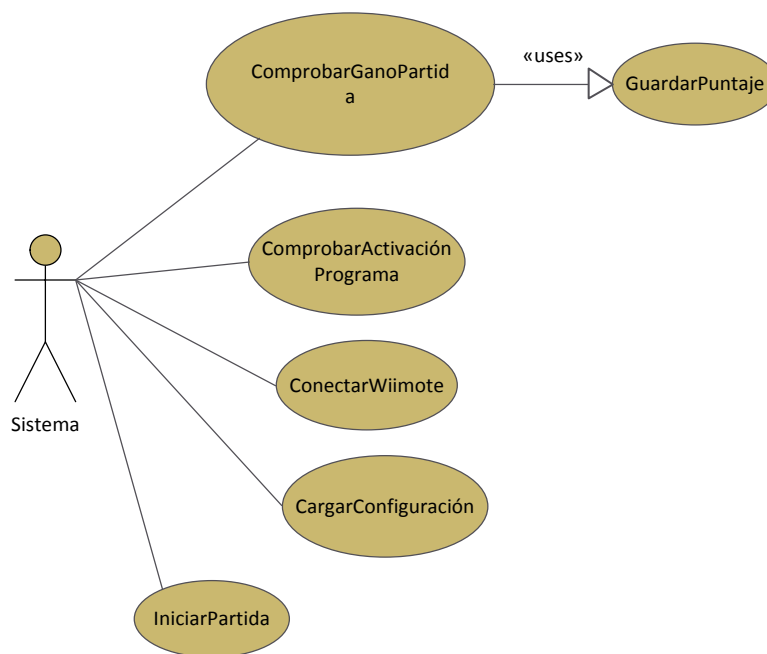 «uses»
ComprobarGanoPartid
a
GuardarPuntaje
ComprobarActivación
Programa
ConectarWiimote
Sistema
CargarConfiguración
IniciarPartida